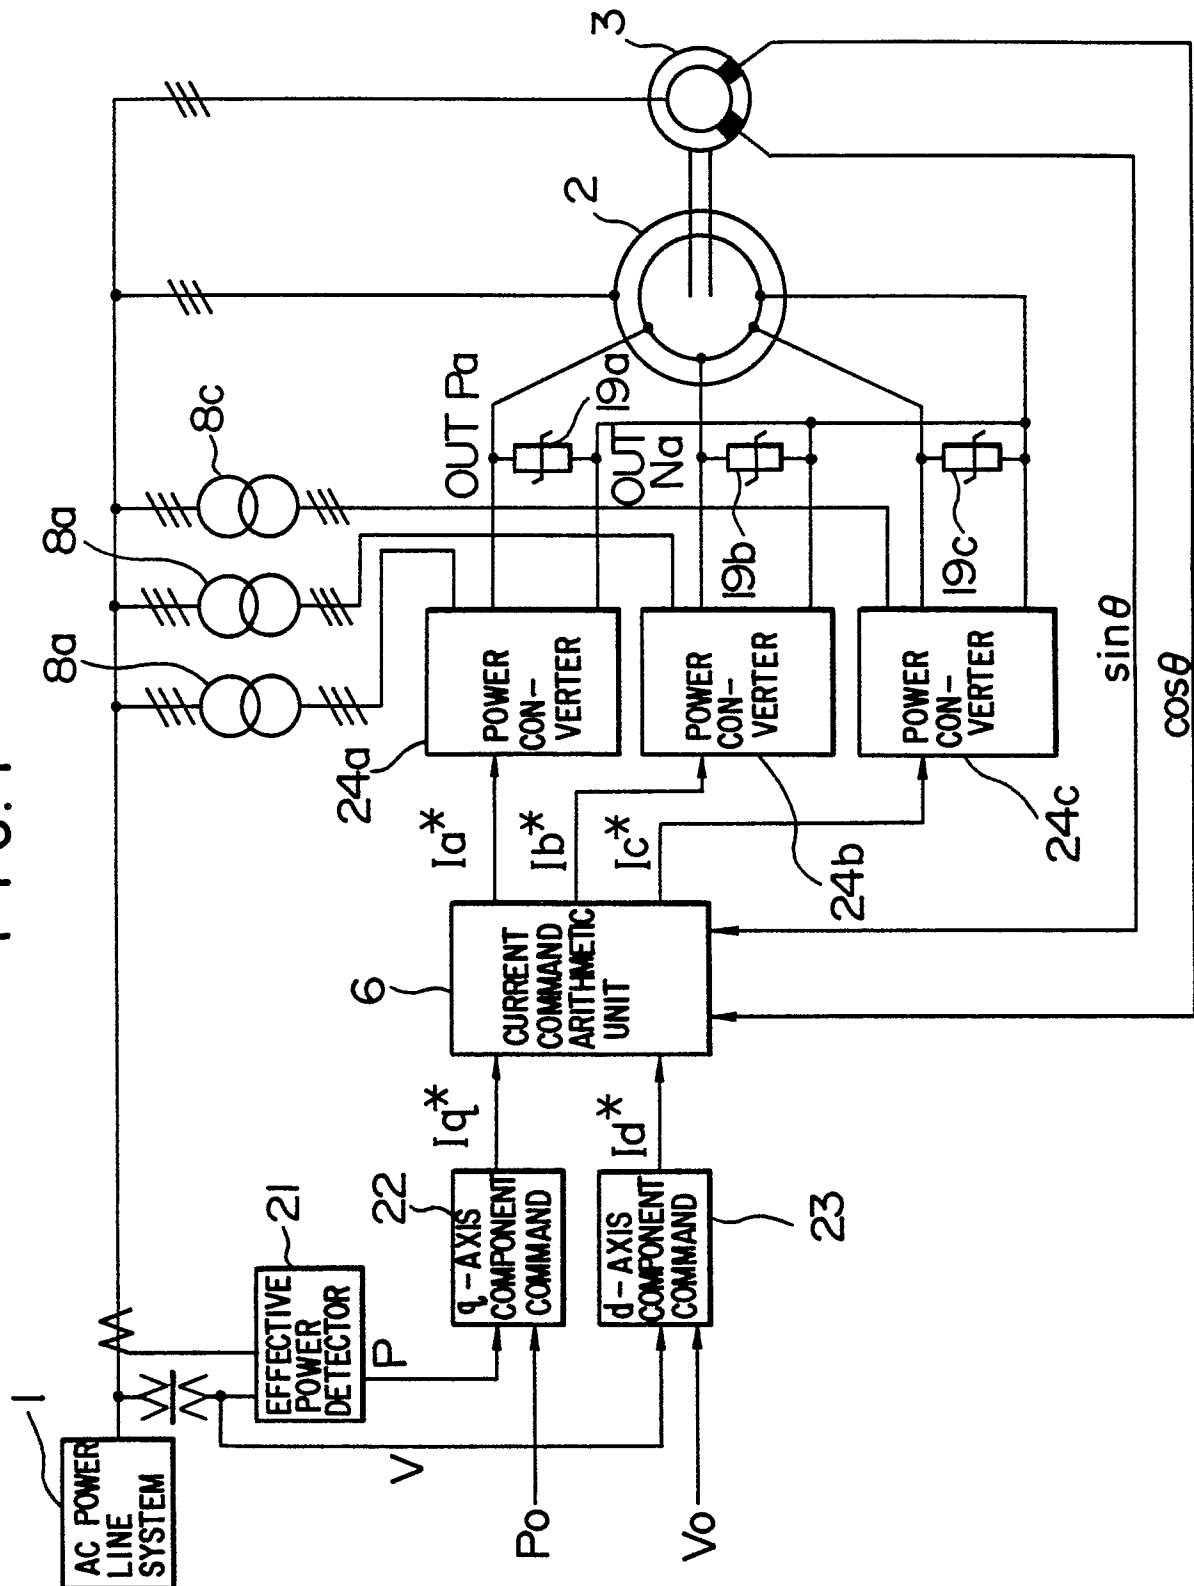 FIG. 1
1
AC POWER
LINE
SYSTEM
EFFECTIVE
POWER
DETECTOR
21
P
V
Po
Vo
22
q-AXIS
COMPONENT
COMMAND
d-AXIS
COMPONENT
COMMAND
23
Iq*
Id*
6
CURRENT
COMMAND
ARITHMETIC
UNIT
Ia*
Ib*
Ic*
24a
POWER
CON-
VERTER
POWER
CON-
VERTER
24b
POWER
CON-
VERTER
24c
8a
8a
8c
OUT Pa
OUT
Na
19a
19b
19c
2
3
sinθ
cosθ